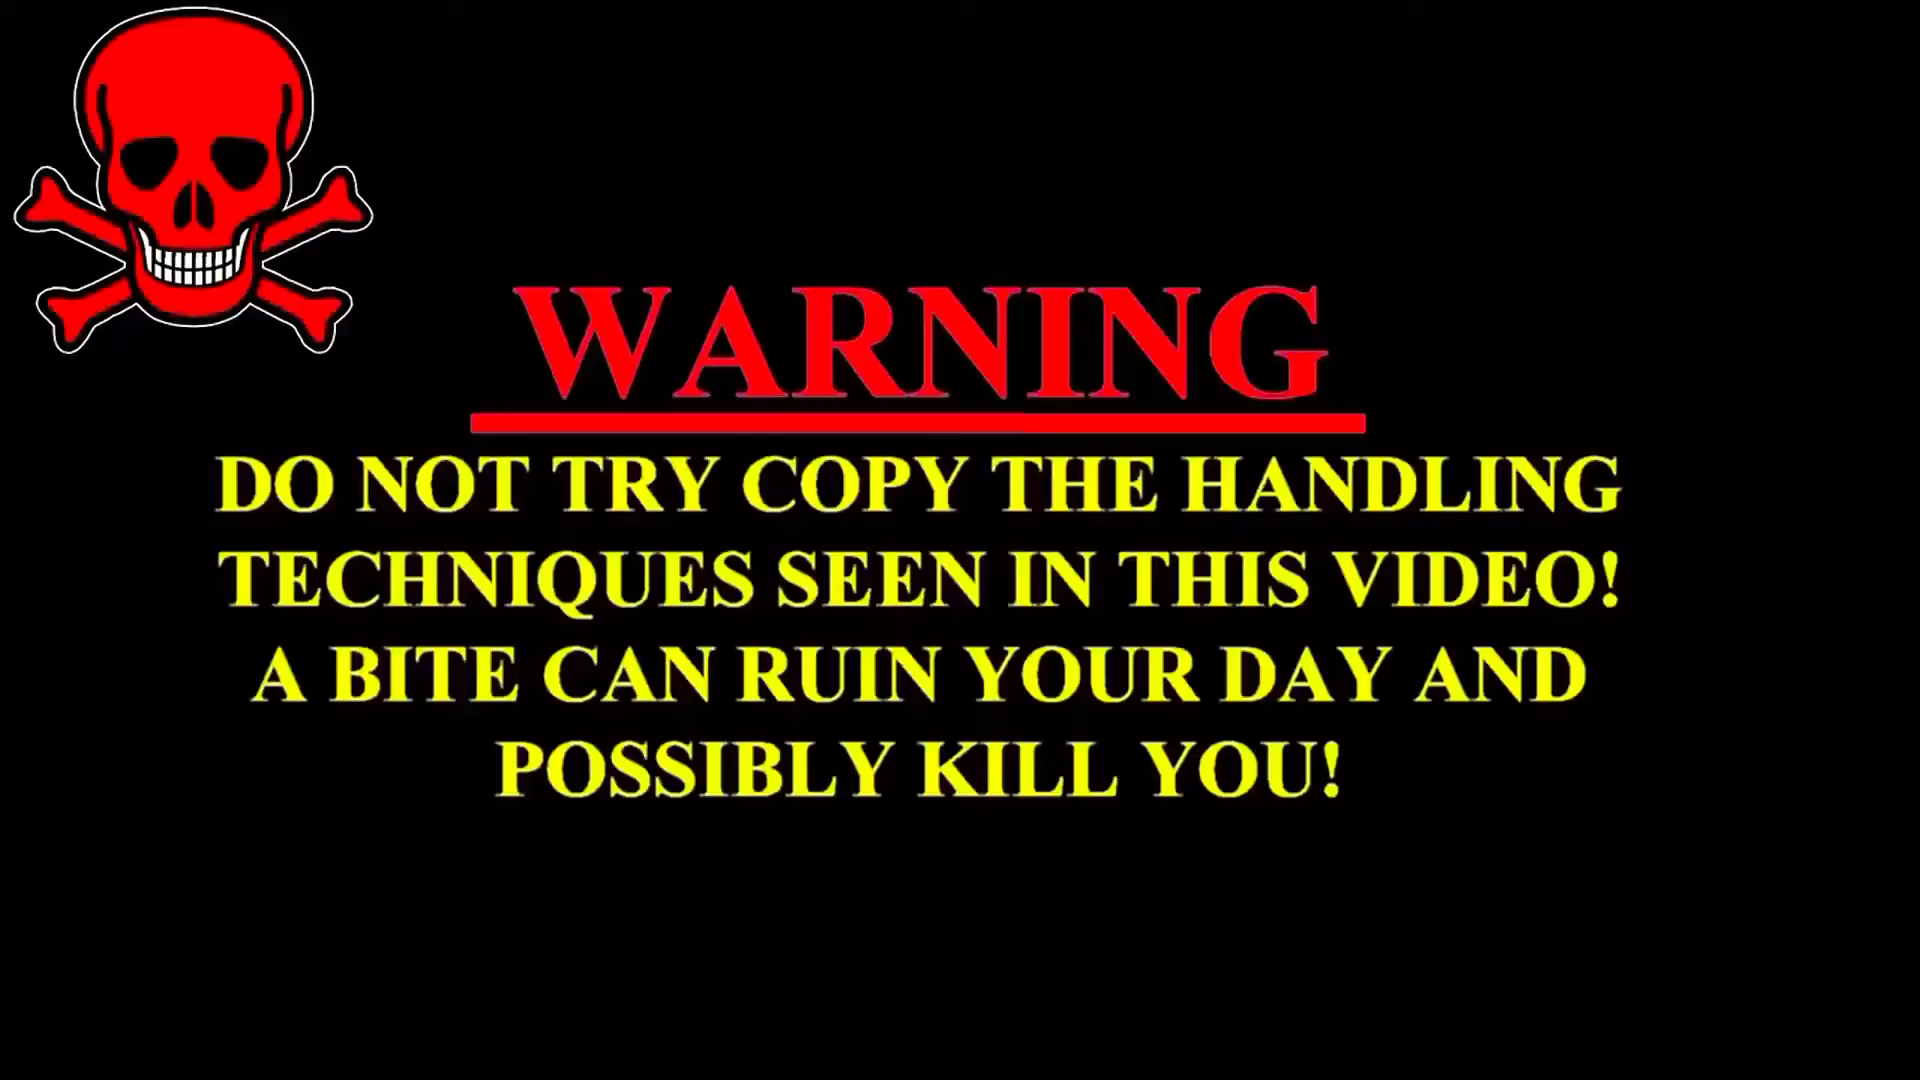 WARNING
DO NOT TRY COPY THE HANDLING
TECHNIQUES SEEN IN THIS VIDEO!
A BITE CAN RUIN YOUR DAY AND
POSSIBLY KILL YOU!